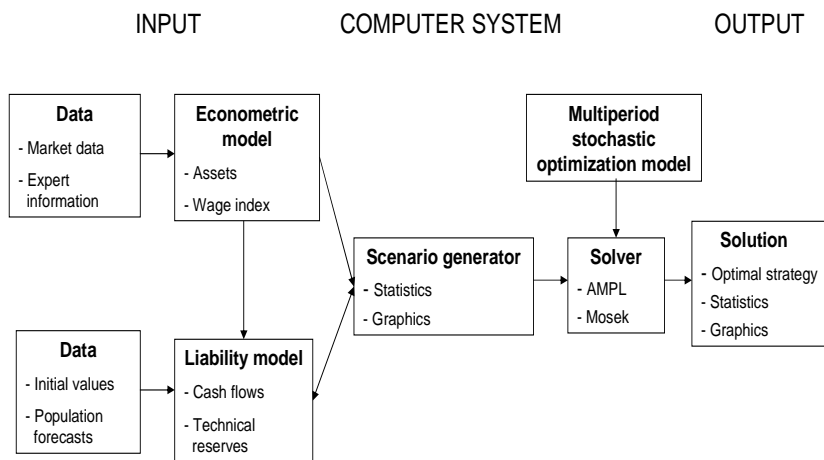 INPUT
COMPUTER SYSTEM
OUTPUT
Data
- Market data
- Expert
information
Econometric
model
- Assets
- Wage index
Multiperiod
stochastic
optimization model
Scenario generator
- Statistics
- Graphics
Solver
- AMPL
- Mosek
Solution
- Optimal strategy
- Statistics
- Graphics
Data
- Initial values
- Population
forecasts
Liability model
- Cash flows
- Technical
reserves